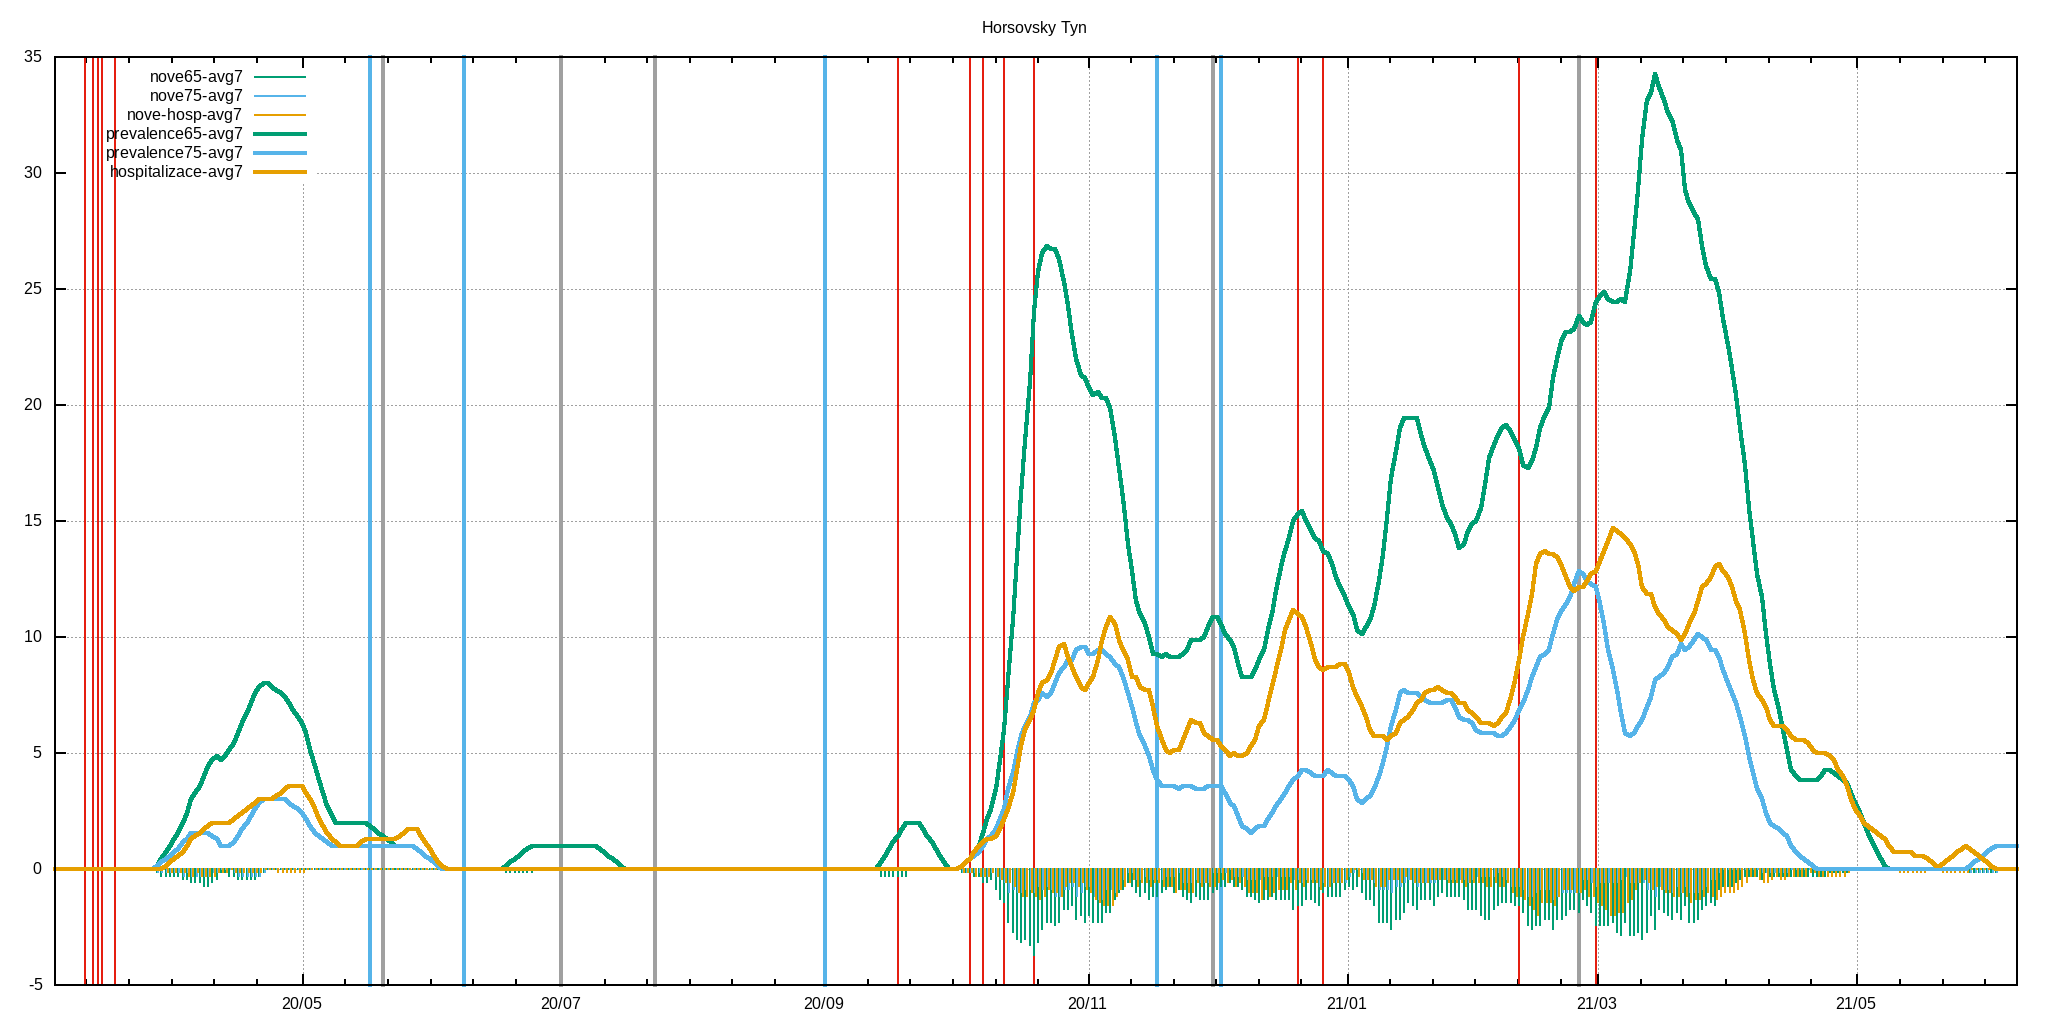 Horsovsky Tyn
35
30
25
20
15
10
5
0
-5
nove65-avg7
nove75-avg7
nove-hosp-avg7
prevalence65-avg7
prevalence75-avg7
hospitalizace-avg7
20/05 20/07 20/09 20/11 21/01 21/03 21/05